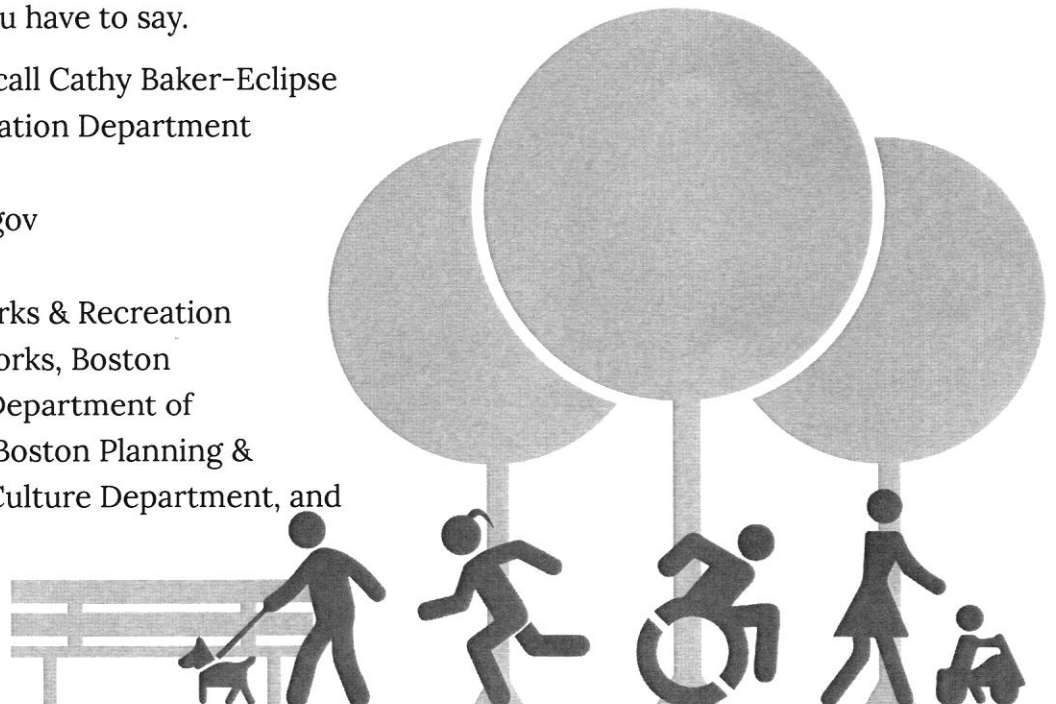 u have to say.
call Cathy Baker-Eclipse
ation Department
gov
rks & Recreation
orks, Boston
Department of
Boston Planning &
Culture Department, and